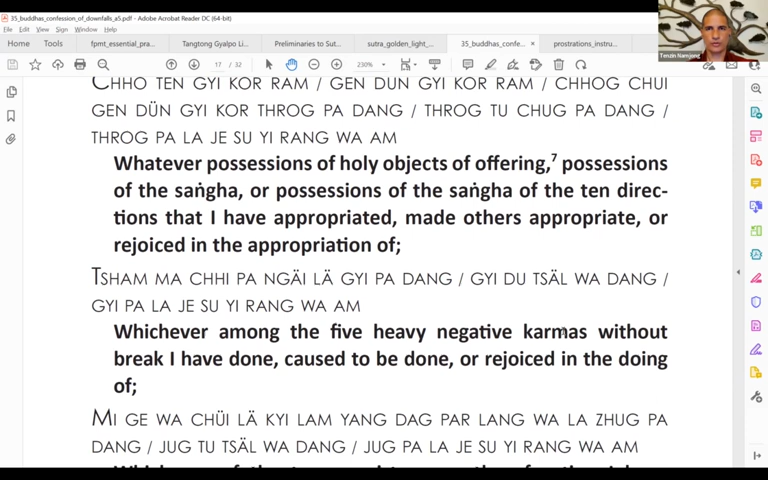 35_buddhas_confession_of_downfalls_a5.pdf - Adobe Acrobat Reader DC (64-bit)
File Edit View Sign Window Help
Home Tools fpmt_essential_pra... Tangtong Gyalpo Li... Preliminaries to Sut... sutra_golden_light_... 35_buddhas_confe... × prostrations_instru...
17 / 32 230%
Tenzin Namjong
CHHO TEN GYI KOR RAM / GEN DUN GYI KOR RAM / CHHOG CHUI
GEN DÜN GYI KOR THROG PA DANG / THROG TU CHUG PA DANG /
THROG PA LA JE SU YI RANG WA AM
Whatever possessions of holy objects of offering,7 possessions
of the saṅgha, or possessions of the saṅgha of the ten direc-
tions that I have appropriated, made others appropriate, or
rejoiced in the appropriation of;
TSHAM MA CHHI PA NGÄI LÄ GYI PA DANG / GYI DU TSÄL WA DANG /
GYI PA LA JE SU YI RANG WA AM
Whichever among the five heavy negative karmas without
break I have done, caused to be done, or rejoiced in the doing
of;
MI GE WA CHÜI LÄ KYI LAM YANG DAG PAR LANG WA LA ZHUG PA
DANG / JUG TU TSÄL WA DANG / JUG PA LA JE SU YI RANG WA AM